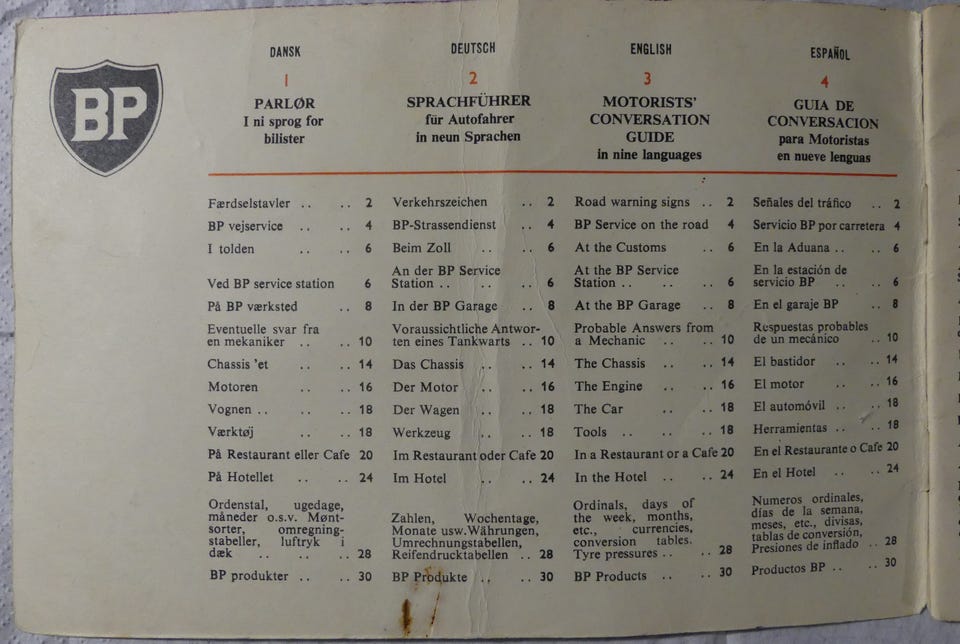 BP
DANSK
1
PARLØR
I ni sprog for
bilister
Færdselstavler .. .. 2
BP vejservice .. .. 4
I tolden .. .. 6
Ved BP service station 6
På BP værksted .. 8
Eventuelle svar fra
en mekaniker .. .. 10
Chassis 'et .. .. 14
Motoren .. .. 16
Vognen .. .. .. 18
Værktøj .. .. 18
På Restaurant eller Cafe 20
På Hotellet .. .. 24
Ordenstal, ugedage,
måneder o.s.v. Mønt-
sorter, omregning-
stabeller, luftryk i
dæk .. .. .. 28
BP produkter .. .. 30
DEUTSCH
2
SPRACHFÜHRER
für Autofahrer
in neun Sprachen
Verkehrszeichen .. 2
BP-Strassendienst .. 4
Beim Zoll .. .. 6
An der BP Service
Station .. .. .. 6
In der BP Garage .. 8
Voraussichtliche Antwor-
ten eines Tankwarts .. 10
Das Chassis .. .. 14
Der Motor .. .. 16
Der Wagen .. .. 18
Werkzeug .. .. 18
Im Restaurant oder Cafe 20
Im Hotel .. .. 24
Zahlen, Wochentage,
Monate usw. Währungen,
Umrechnungstabellen,
Reifendrucktabellen .. 28
BP Produkte .. .. 30
ENGLISH
3
MOTORISTS'
CONVERSATION
GUIDE
in nine languages
Road warning signs .. 2
BP Service on the road 4
At the Customs .. 6
At the BP Service
Station .. .. .. 6
At the BP Garage .. 8
Probable Answers from
a Mechanic .. .. 10
The Chassis .. .. 14
The Engine .. .. 16
The Car .. .. 18
Tools .. .. .. 18
In a Restaurant or a Cafe 20
In the Hotel .. .. 24
Ordinals, days of
the week, months,
etc., currencies,
conversion tables.
Tyre pressures .. .. 28
BP Products .. .. 30
ESPAÑOL
4
GUIA DE
CONVERSACION
para Motoristas
en nueve lenguas
Señales del tráfico .. 2
Servicio BP por carretera 4
En la Aduana .. .. 6
En la estación de
servicio BP .. .. 6
En el garaje BP .. 8
Respuestas probables
de un mecánico .. 10
El bastidor .. .. 14
El motor .. .. 16
El automóvil .. .. 18
Herramientas .. .. 18
En el Restaurante o Cafe 20
En el Hotel .. .. 24
Numeros ordinales,
días de la semana,
meses, etc., divisas,
tablas de conversión,
Presiones de inflado .. 28
Productos BP .. .. 30